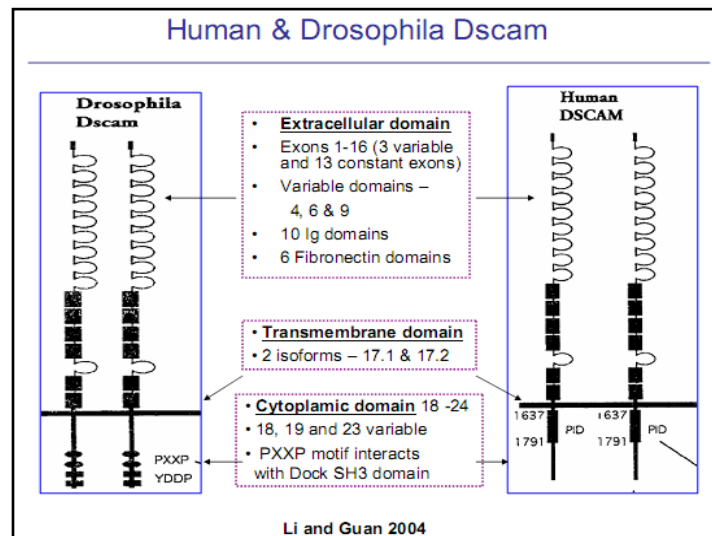 Human & Drosophila Dscam
Drosophila
Dscam
• Extracellular domain
• Exons 1-16 (3 variable
and 13 constant exons)
• Variable domains –
4, 6 & 9
• 10 Ig domains
• 6 Fibronectin domains
Human
DSCAM
• Transmembrane domain
• 2 isoforms – 17.1 & 17.2
• Cytoplamic domain 18 -24
• 18, 19 and 23 variable
• PXXP motif interacts
with Dock SH3 domain
PXXP
YDDP
1637 1637
PID PID
1791 1791
Li and Guan 2004